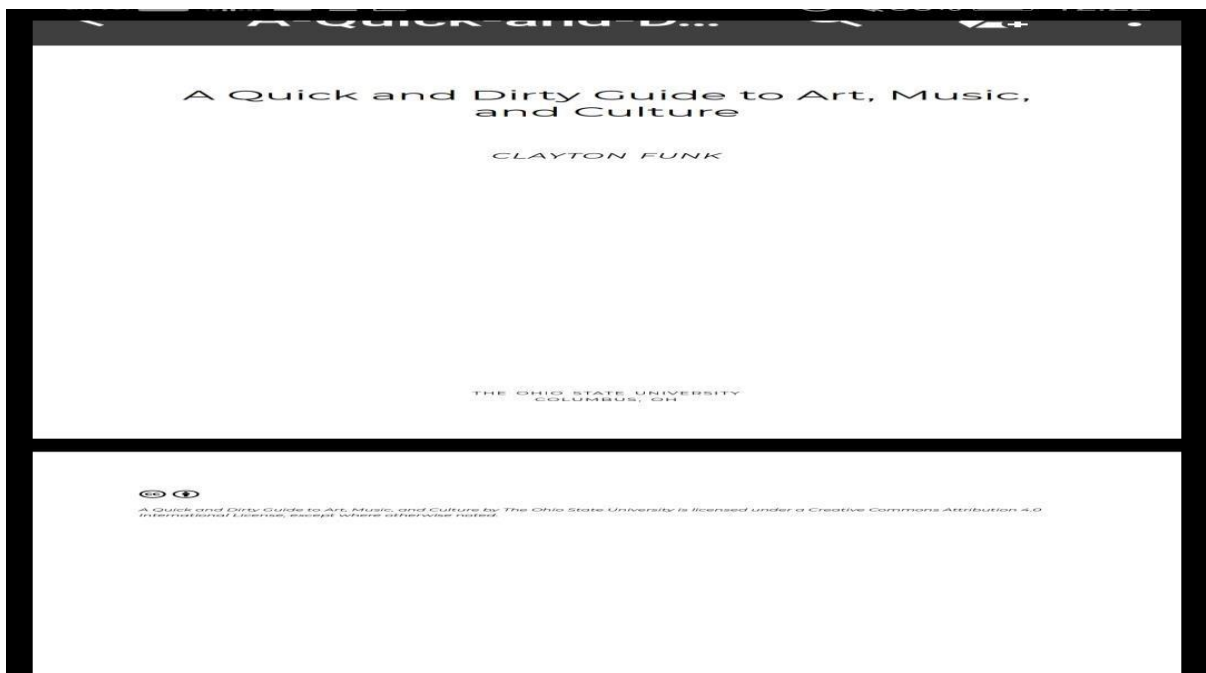 A-Quick-and-D...
A Quick and Dirty Guide to Art, Music,
and Culture
CLAYTON FUNK
THE OHIO STATE UNIVERSITY
COLUMBUS, OH
A Quick and Dirty Guide to Art, Music, and Culture by The Ohio State University is licensed under a Creative Commons Attribution 4.0
International License, except where otherwise noted.